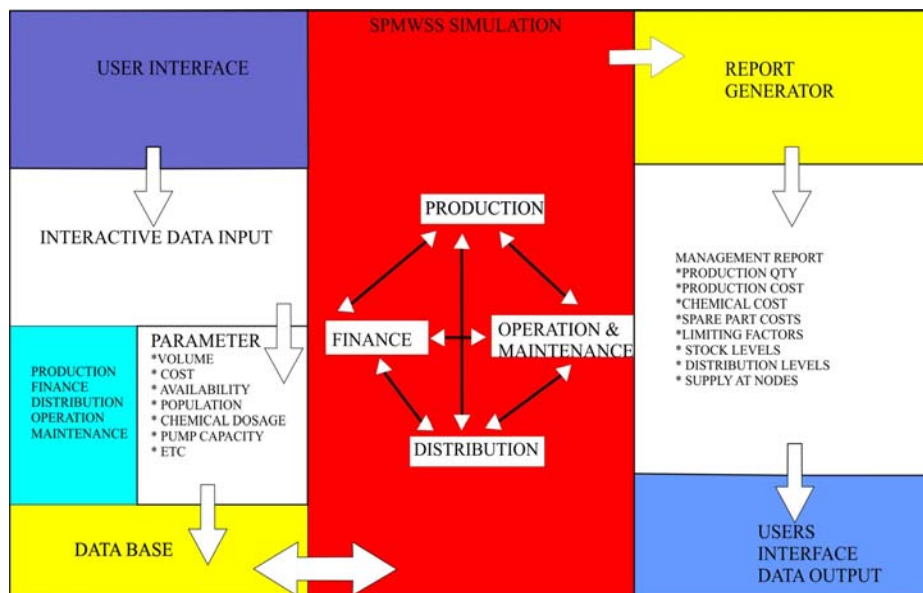 USER INTERFACE
INTERACTIVE DATA INPUT
PRODUCTION
FINANCE
DISTRIBUTION
OPERATION
MAINTENANCE
PARAMETER
*VOLUME
* COST
* AVAILABILITY
* POPULATION
* CHEMICAL DOSAGE
* PUMP CAPACITY
* ETC
DATA BASE
SPMWSS SIMULATION
PRODUCTION
FINANCE
OPERATION &
MAINTENANCE
DISTRIBUTION
REPORT
GENERATOR
MANAGEMENT REPORT
*PRODUCTION QTY
*PRODUCTION COST
*CHEMICAL COST
*SPARE PART COSTS
*LIMITING FACTORS
* STOCK LEVELS
* DISTRIBUTION LEVELS
* SUPPLY AT NODES
USERS
INTERFACE
DATA OUTPUT